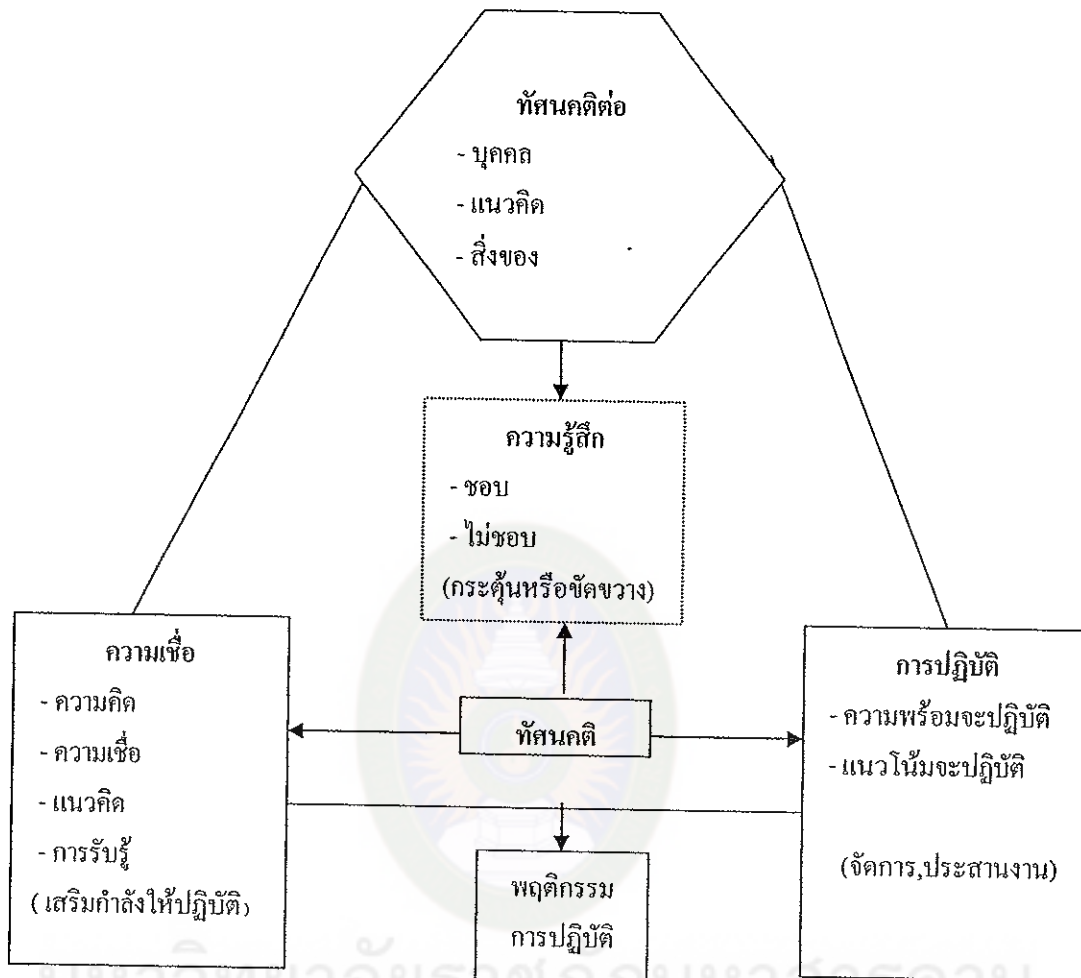 ทัศนคติต่อ
- บุคคล
- แนวคิด
- สิ่งของ
ความรู้สึก
- ชอบ
- ไม่ชอบ
(กระตุ้นหรือขัดขวาง)
ความเชื่อ
- ความคิด
- ความเชื่อ
- แนวคิด
- การรับรู้
(เสริมกำลังให้ปฏิบัติ)
ทัศนคติ
การปฏิบัติ
- ความพร้อมจะปฏิบัติ
- แนวโน้มจะปฏิบัติ
(จัดการ,ประสานงาน)
พฤติกรรม
การปฏิบัติ